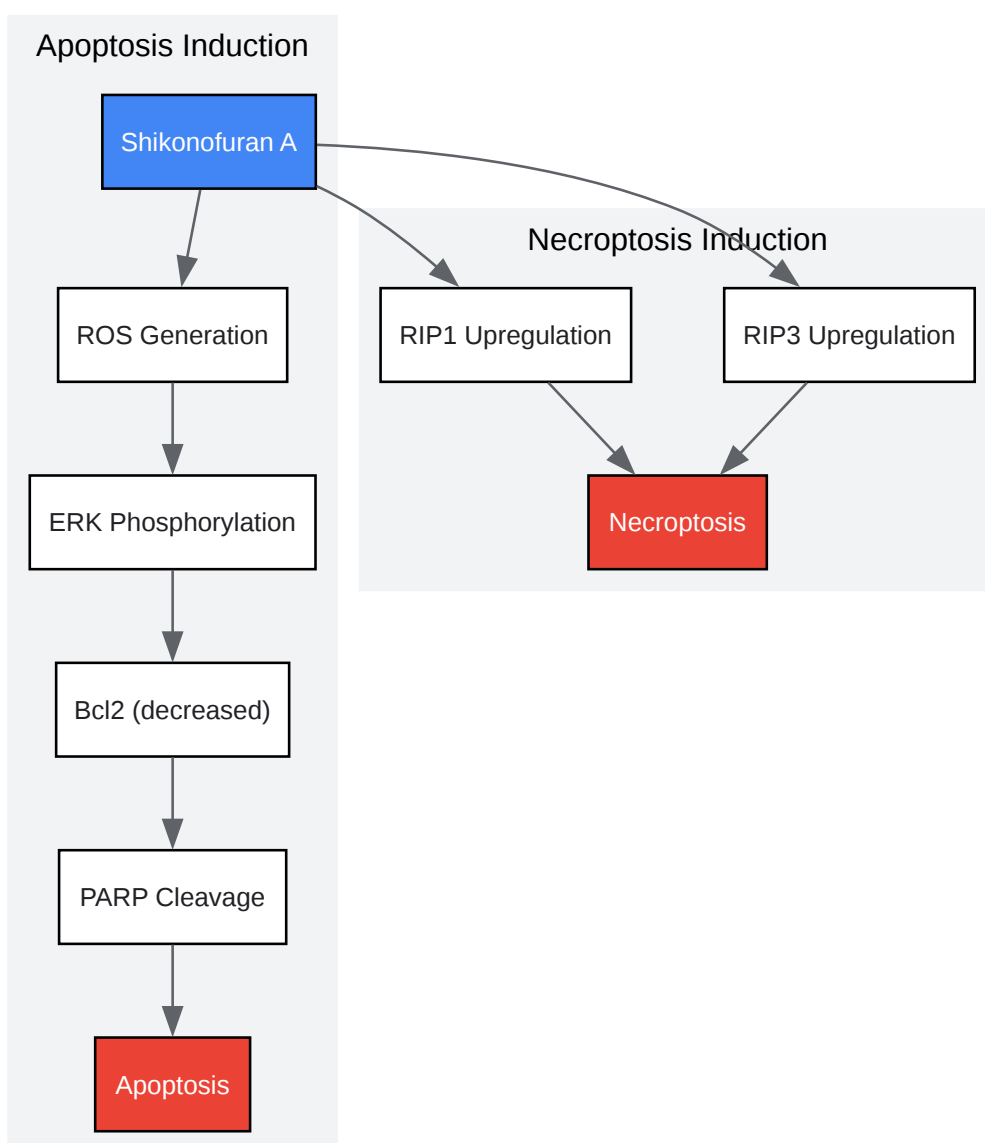 Apoptosis Induction
Shikonofuran A
Necroptosis Induction
ROS Generation
RIP1 Upregulation
RIP3 Upregulation
ERK Phosphorylation
Necroptosis
Bcl2 (decreased)
PARP Cleavage
Apoptosis